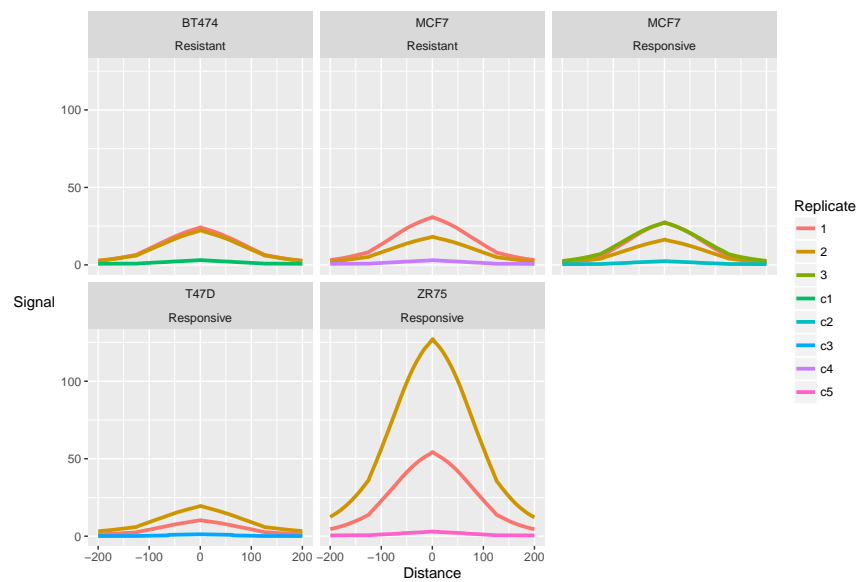 BT474
Resistant
MCF7
Resistant
MCF7
Responsive
100
50
0
Signal
T47D
Responsive
ZR75
Responsive
100
50
0
−200 −100 0 100 200
−200 −100 0 100 200
Distance
Replicate
1
2
3
c1
c2
c3
c4
c5